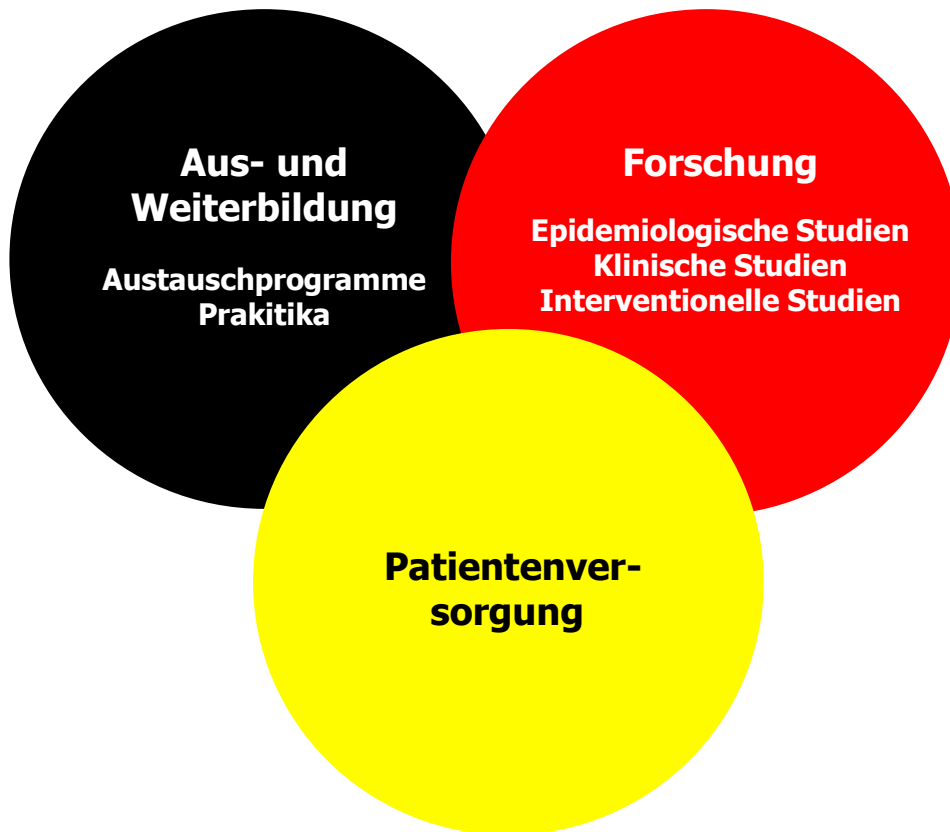 Aus- und
Weiterbildung
Austauschprogramme
Prakitika
Forschung
Epidemiologische Studien
Klinische Studien
Interventionelle Studien
Patientenver-
sorgung